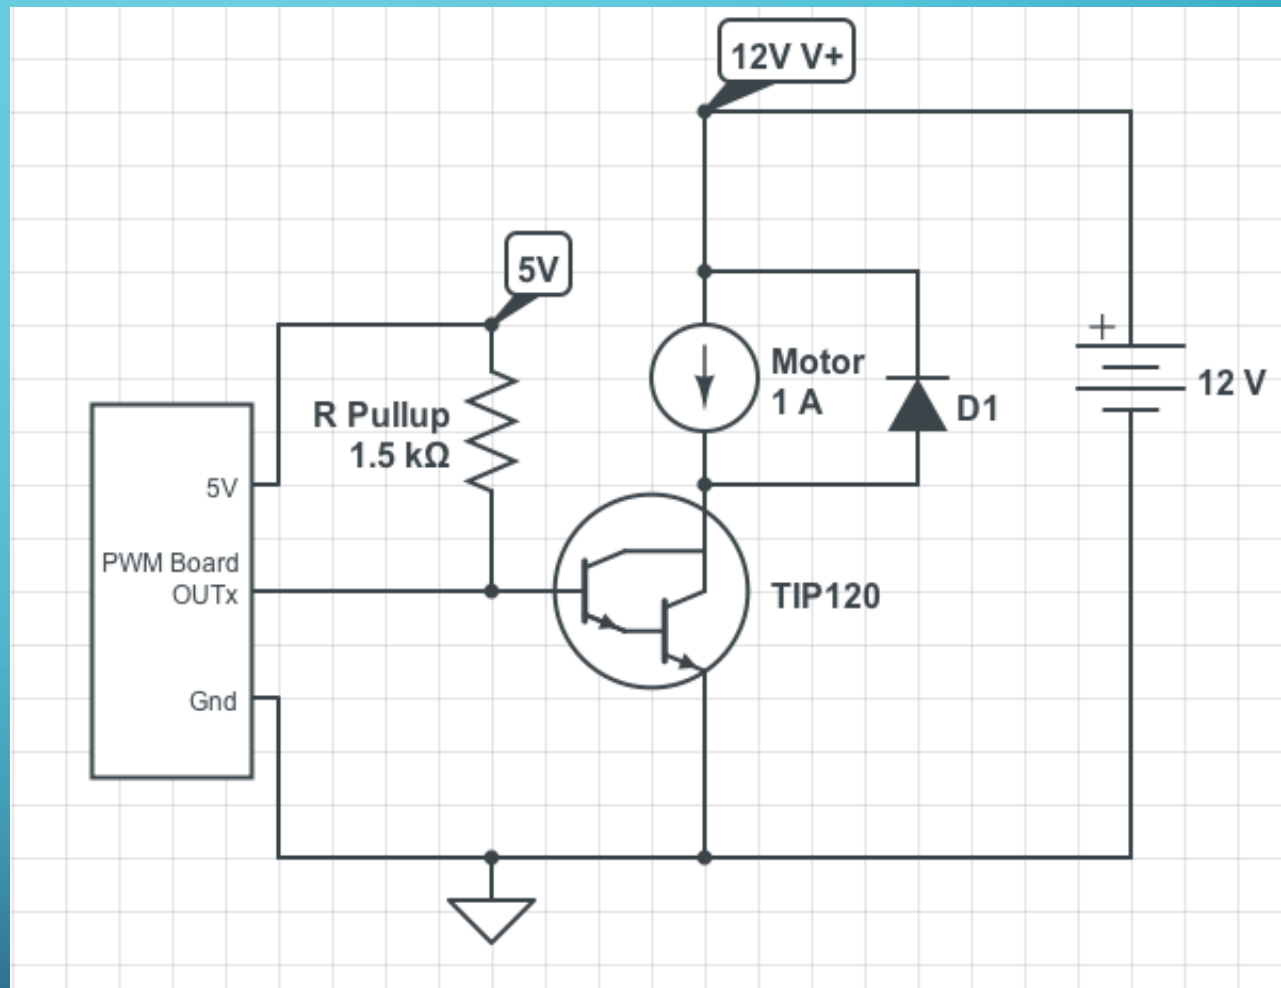 12V V+
5V
Motor
1 A
D1
12 V
R Pullup
1.5 kΩ
5V
PWM Board
OUTx
TIP120
Gnd